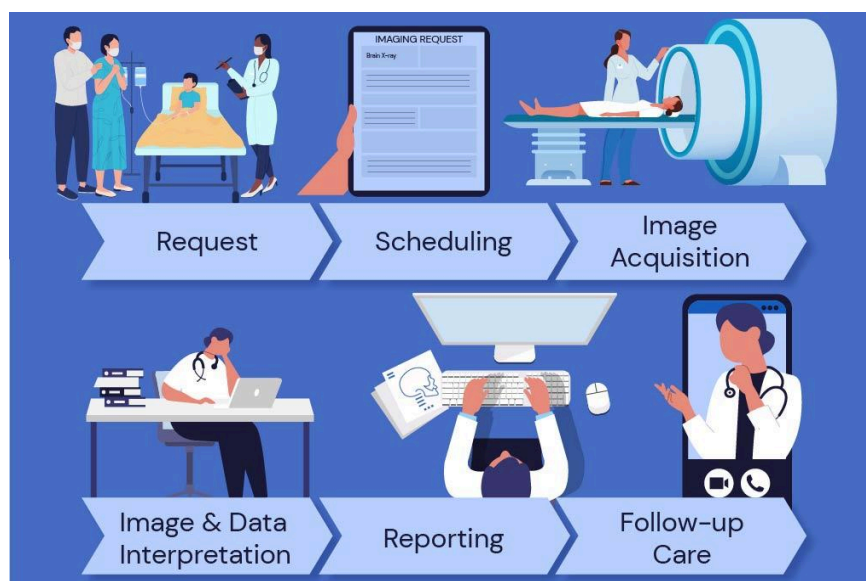 IMAGING REQUEST
Brain X-ray
Request
Scheduling
Image
Acquisition
Image & Data
Interpretation
Reporting
Follow-up
Care